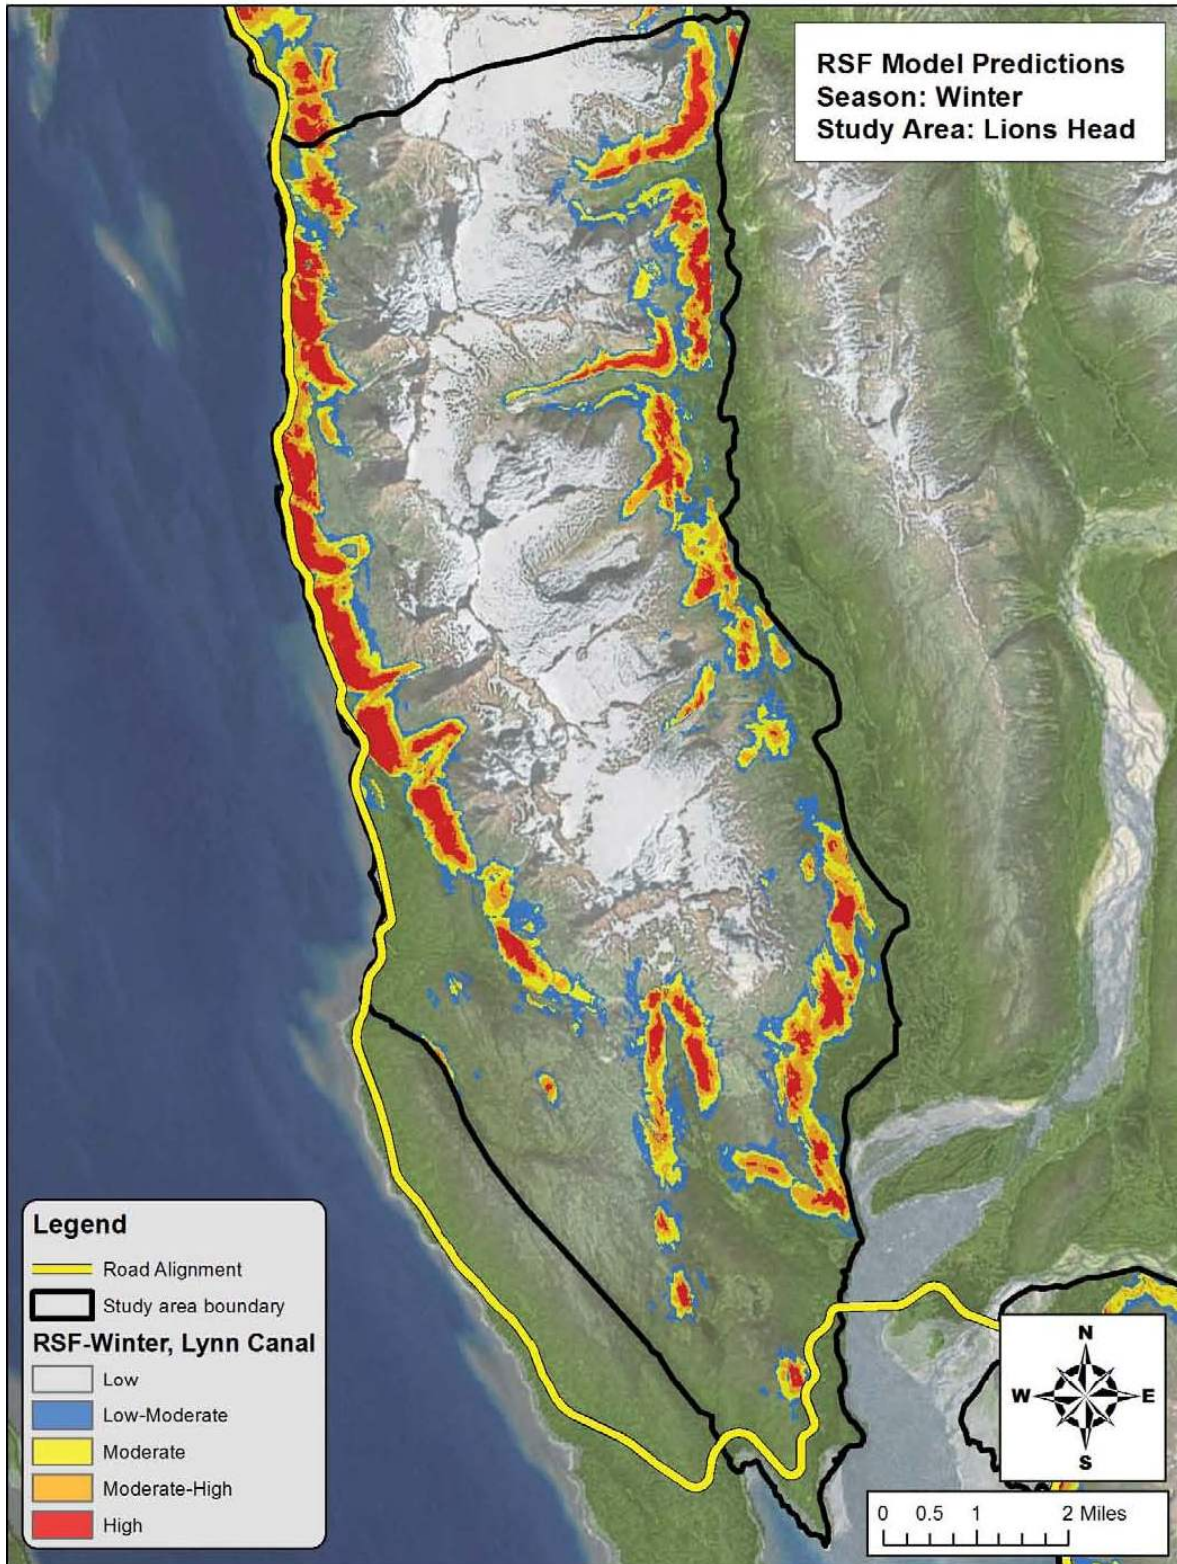 RSF Model Predictions
Season: Winter
Study Area: Lions Head
Legend
Road Alignment
Study area boundary
RSF-Winter, Lynn Canal
Low
Low-Moderate
Moderate
Moderate-High
High
N
W E
S
0 0.5 1 2 Miles